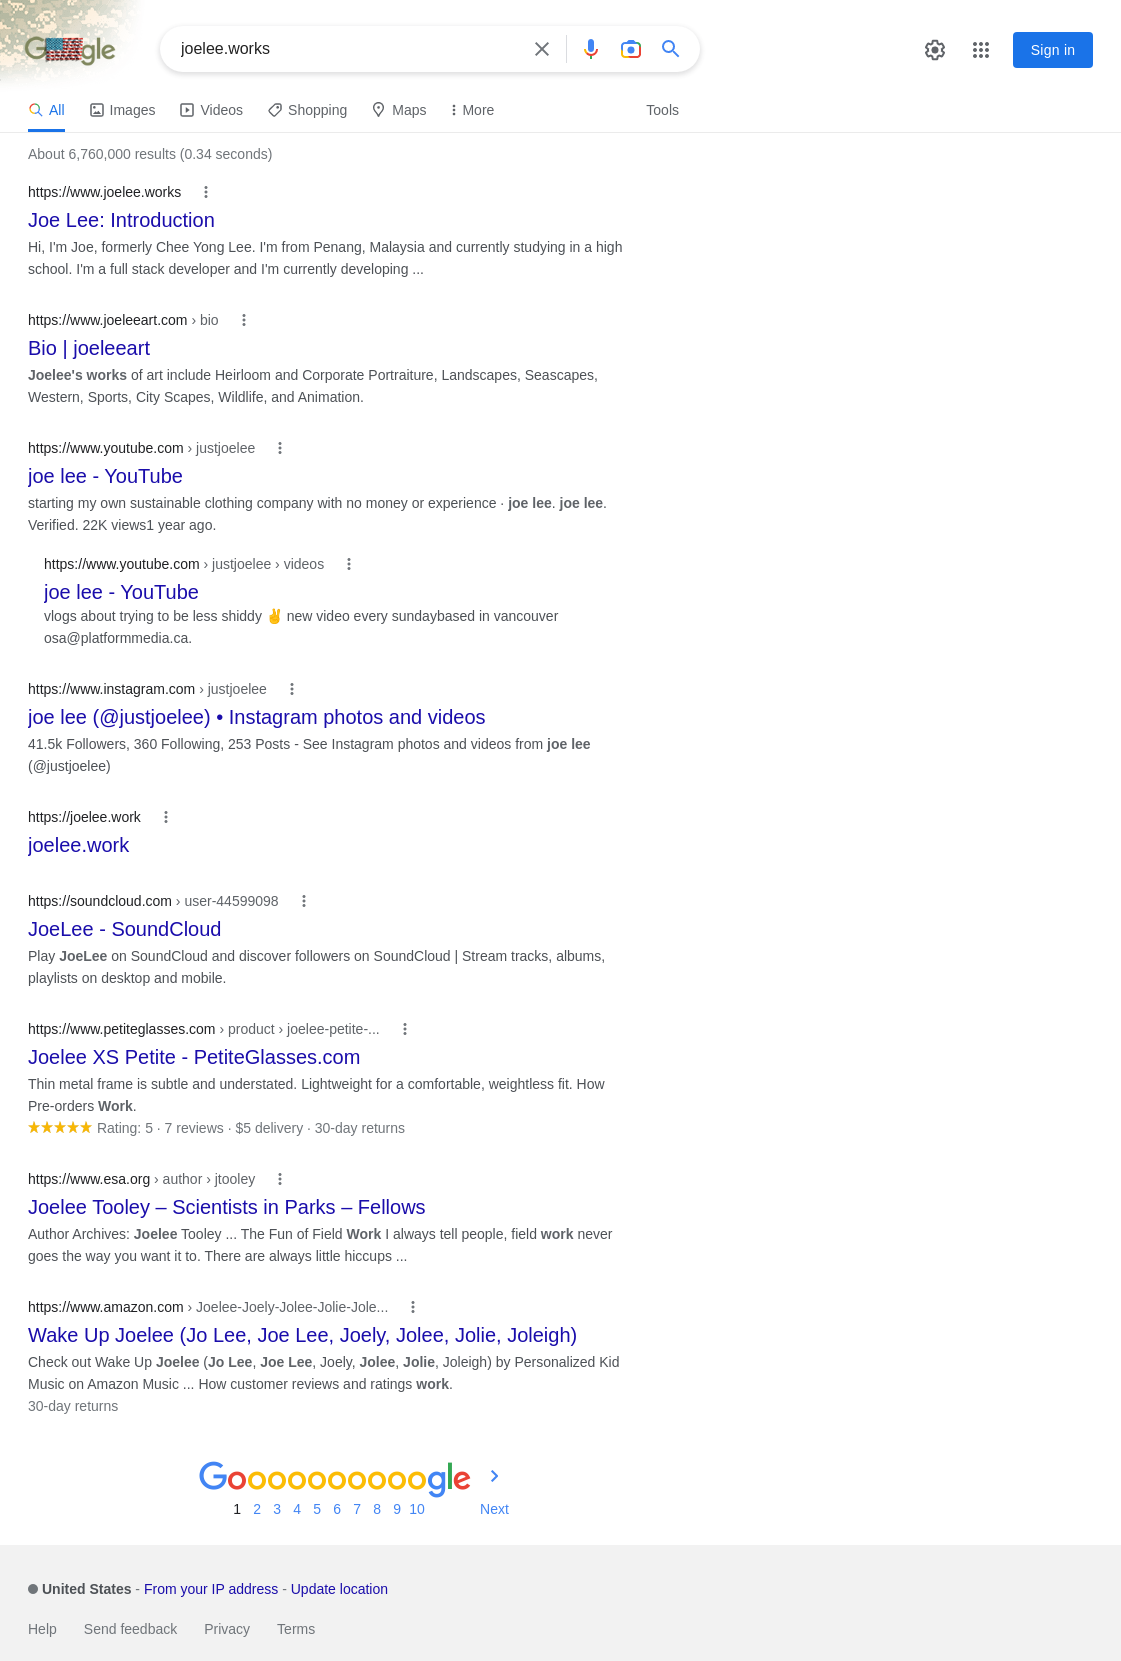 Google
joelee.works
Sign in
All Images Videos Shopping Maps More Tools
About 6,760,000 results (0.34 seconds)
https://www.joelee.works
Joe Lee: Introduction
Hi, I'm Joe, formerly Chee Yong Lee. I'm from Penang, Malaysia and currently studying in a high
school. I'm a full stack developer and I'm currently developing ...
https://www.joeleeart.com › bio
Bio | joeleeart
Joelee's works of art include Heirloom and Corporate Portraiture, Landscapes, Seascapes,
Western, Sports, City Scapes, Wildlife, and Animation.
https://www.youtube.com › justjoelee
joe lee - YouTube
starting my own sustainable clothing company with no money or experience · joe lee. joe lee.
Verified. 22K views1 year ago.
https://www.youtube.com › justjoelee › videos
joe lee - YouTube
vlogs about trying to be less shiddy ✌ new video every sundaybased in vancouver
osa@platformmedia.ca.
https://www.instagram.com › justjoelee
joe lee (@justjoelee) • Instagram photos and videos
41.5k Followers, 360 Following, 253 Posts - See Instagram photos and videos from joe lee
(@justjoelee)
https://joelee.work
joelee.work
https://soundcloud.com › user-44599098
JoeLee - SoundCloud
Play JoeLee on SoundCloud and discover followers on SoundCloud | Stream tracks, albums,
playlists on desktop and mobile.
https://www.petiteglasses.com › product › joelee-petite-...
Joelee XS Petite - PetiteGlasses.com
Thin metal frame is subtle and understated. Lightweight for a comfortable, weightless fit. How
Pre-orders Work.
★★★★★ Rating: 5 · 7 reviews · $5 delivery · 30-day returns
https://www.esa.org › author › jtooley
Joelee Tooley – Scientists in Parks – Fellows
Author Archives: Joelee Tooley ... The Fun of Field Work I always tell people, field work never
goes the way you want it to. There are always little hiccups ...
https://www.amazon.com › Joelee-Joely-Jolee-Jolie-Jole...
Wake Up Joelee (Jo Lee, Joe Lee, Joely, Jolee, Jolie, Joleigh)
Check out Wake Up Joelee (Jo Lee, Joe Lee, Joely, Jolee, Jolie, Joleigh) by Personalized Kid
Music on Amazon Music ... How customer reviews and ratings work.
30-day returns
Goooooooooogle
1 2 3 4 5 6 7 8 9 10 Next
United States - From your IP address - Update location
Help Send feedback Privacy Terms